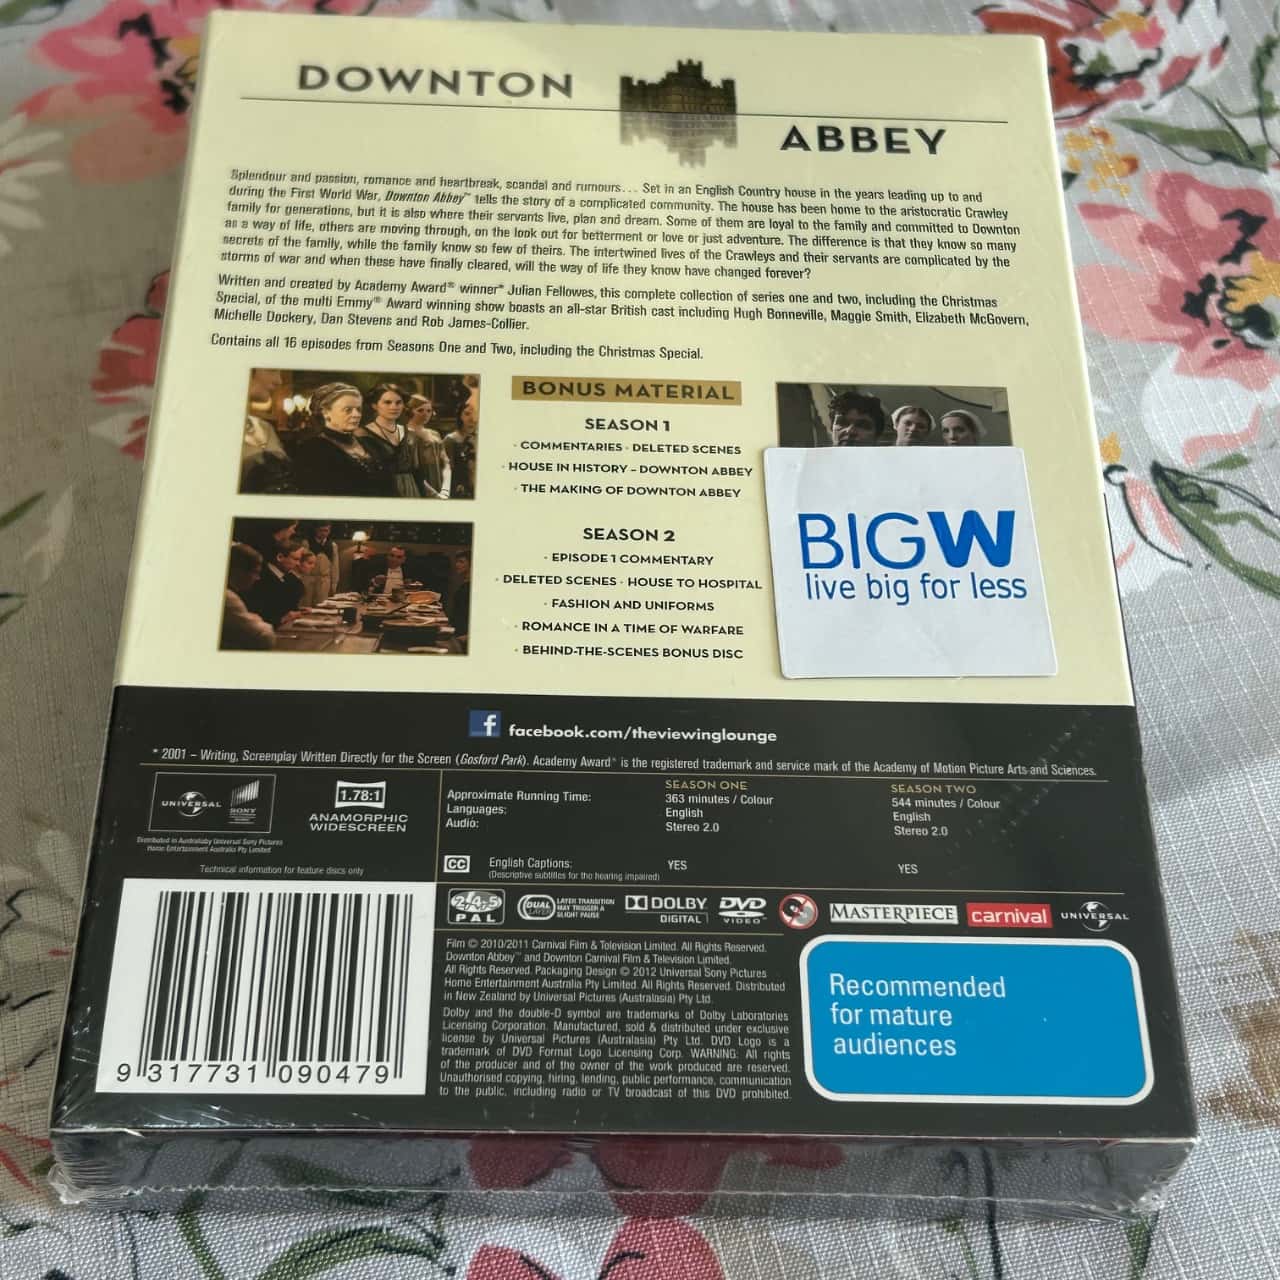 DOWNTON
ABBEY
Splendour and passion, romance and heartbreak, scandal and rumours... Set in an English Country house in the years leading up to and
during the First World War, Downton Abbey™ tells the story of a complicated community. The house has been home to the aristocratic Crawley
family for generations, but it is also where their servants live, plan and dream. Some of them are loyal to the family and committed to Downton
as a way of life, others are moving through, on the look out for betterment or love or just adventure. The difference is that they know so many
secrets of the family, while the family know so few of theirs. The intertwined lives of the Crawleys and their servants are complicated by the
storms of war and when these have finally cleared, will the way of life they know have changed forever?
Written and created by Academy Award® winner* Julian Fellowes, this complete collection of series one and two, including the Christmas
Special, of the multi Emmy® Award winning show boasts an all-star British cast including Hugh Bonneville, Maggie Smith, Elizabeth McGovern,
Michelle Dockery, Dan Stevens and Rob James-Collier.
Contains all 16 episodes from Seasons One and Two, including the Christmas Special.
BONUS MATERIAL
SEASON 1
· COMMENTARIES · DELETED SCENES
· HOUSE IN HISTORY – DOWNTON ABBEY
· THE MAKING OF DOWNTON ABBEY
SEASON 2
· EPISODE 1 COMMENTARY
· DELETED SCENES · HOUSE TO HOSPITAL
· FASHION AND UNIFORMS
· ROMANCE IN A TIME OF WARFARE
· BEHIND-THE-SCENES BONUS DISC
BIGW
live big for less
f facebook.com/theviewinglounge
* 2001 – Writing, Screenplay Written Directly for the Screen (Gosford Park). Academy Award® is the registered trademark and service mark of the Academy of Motion Picture Arts and Sciences.
UNIVERSAL
SONY
Distributed in Australia by Universal Sony Pictures
Home Entertainment Australia Pty Limited
1.78:1
ANAMORPHIC
WIDESCREEN
Technical information for feature discs only
SEASON ONE SEASON TWO
Approximate Running Time: 363 minutes / Colour 544 minutes / Colour
Languages: English English
Audio: Stereo 2.0 Stereo 2.0
CC English Captions: YES YES
(Descriptive subtitles for the hearing impaired)
2·4·5
PAL
DUAL LAYER
LAYER TRANSITION
MAY TRIGGER A
SLIGHT PAUSE
DOLBY
DIGITAL
DVD
VIDEO
MASTERPIECE
carnival
UNIVERSAL
Film © 2010/2011 Carnival Film & Television Limited. All Rights Reserved.
Downton Abbey™ and Downton Carnival Film & Television Limited.
All Rights Reserved. Packaging Design © 2012 Universal Sony Pictures
Home Entertainment Australia Pty Limited. All Rights Reserved. Distributed
in New Zealand by Universal Pictures (Australasia) Pty Ltd.
Dolby and the double-D symbol are trademarks of Dolby Laboratories
Licensing Corporation. Manufactured, sold & distributed under exclusive
license by Universal Pictures (Australasia) Pty Ltd. DVD Logo is a
trademark of DVD Format Logo Licensing Corp. WARNING: All rights
of the producer and of the owner of the work produced are reserved.
Unauthorised copying, hiring, lending, public performance, communication
to the public, including radio or TV broadcast of this DVD prohibited.
Recommended
for mature
audiences
9 317731 090479